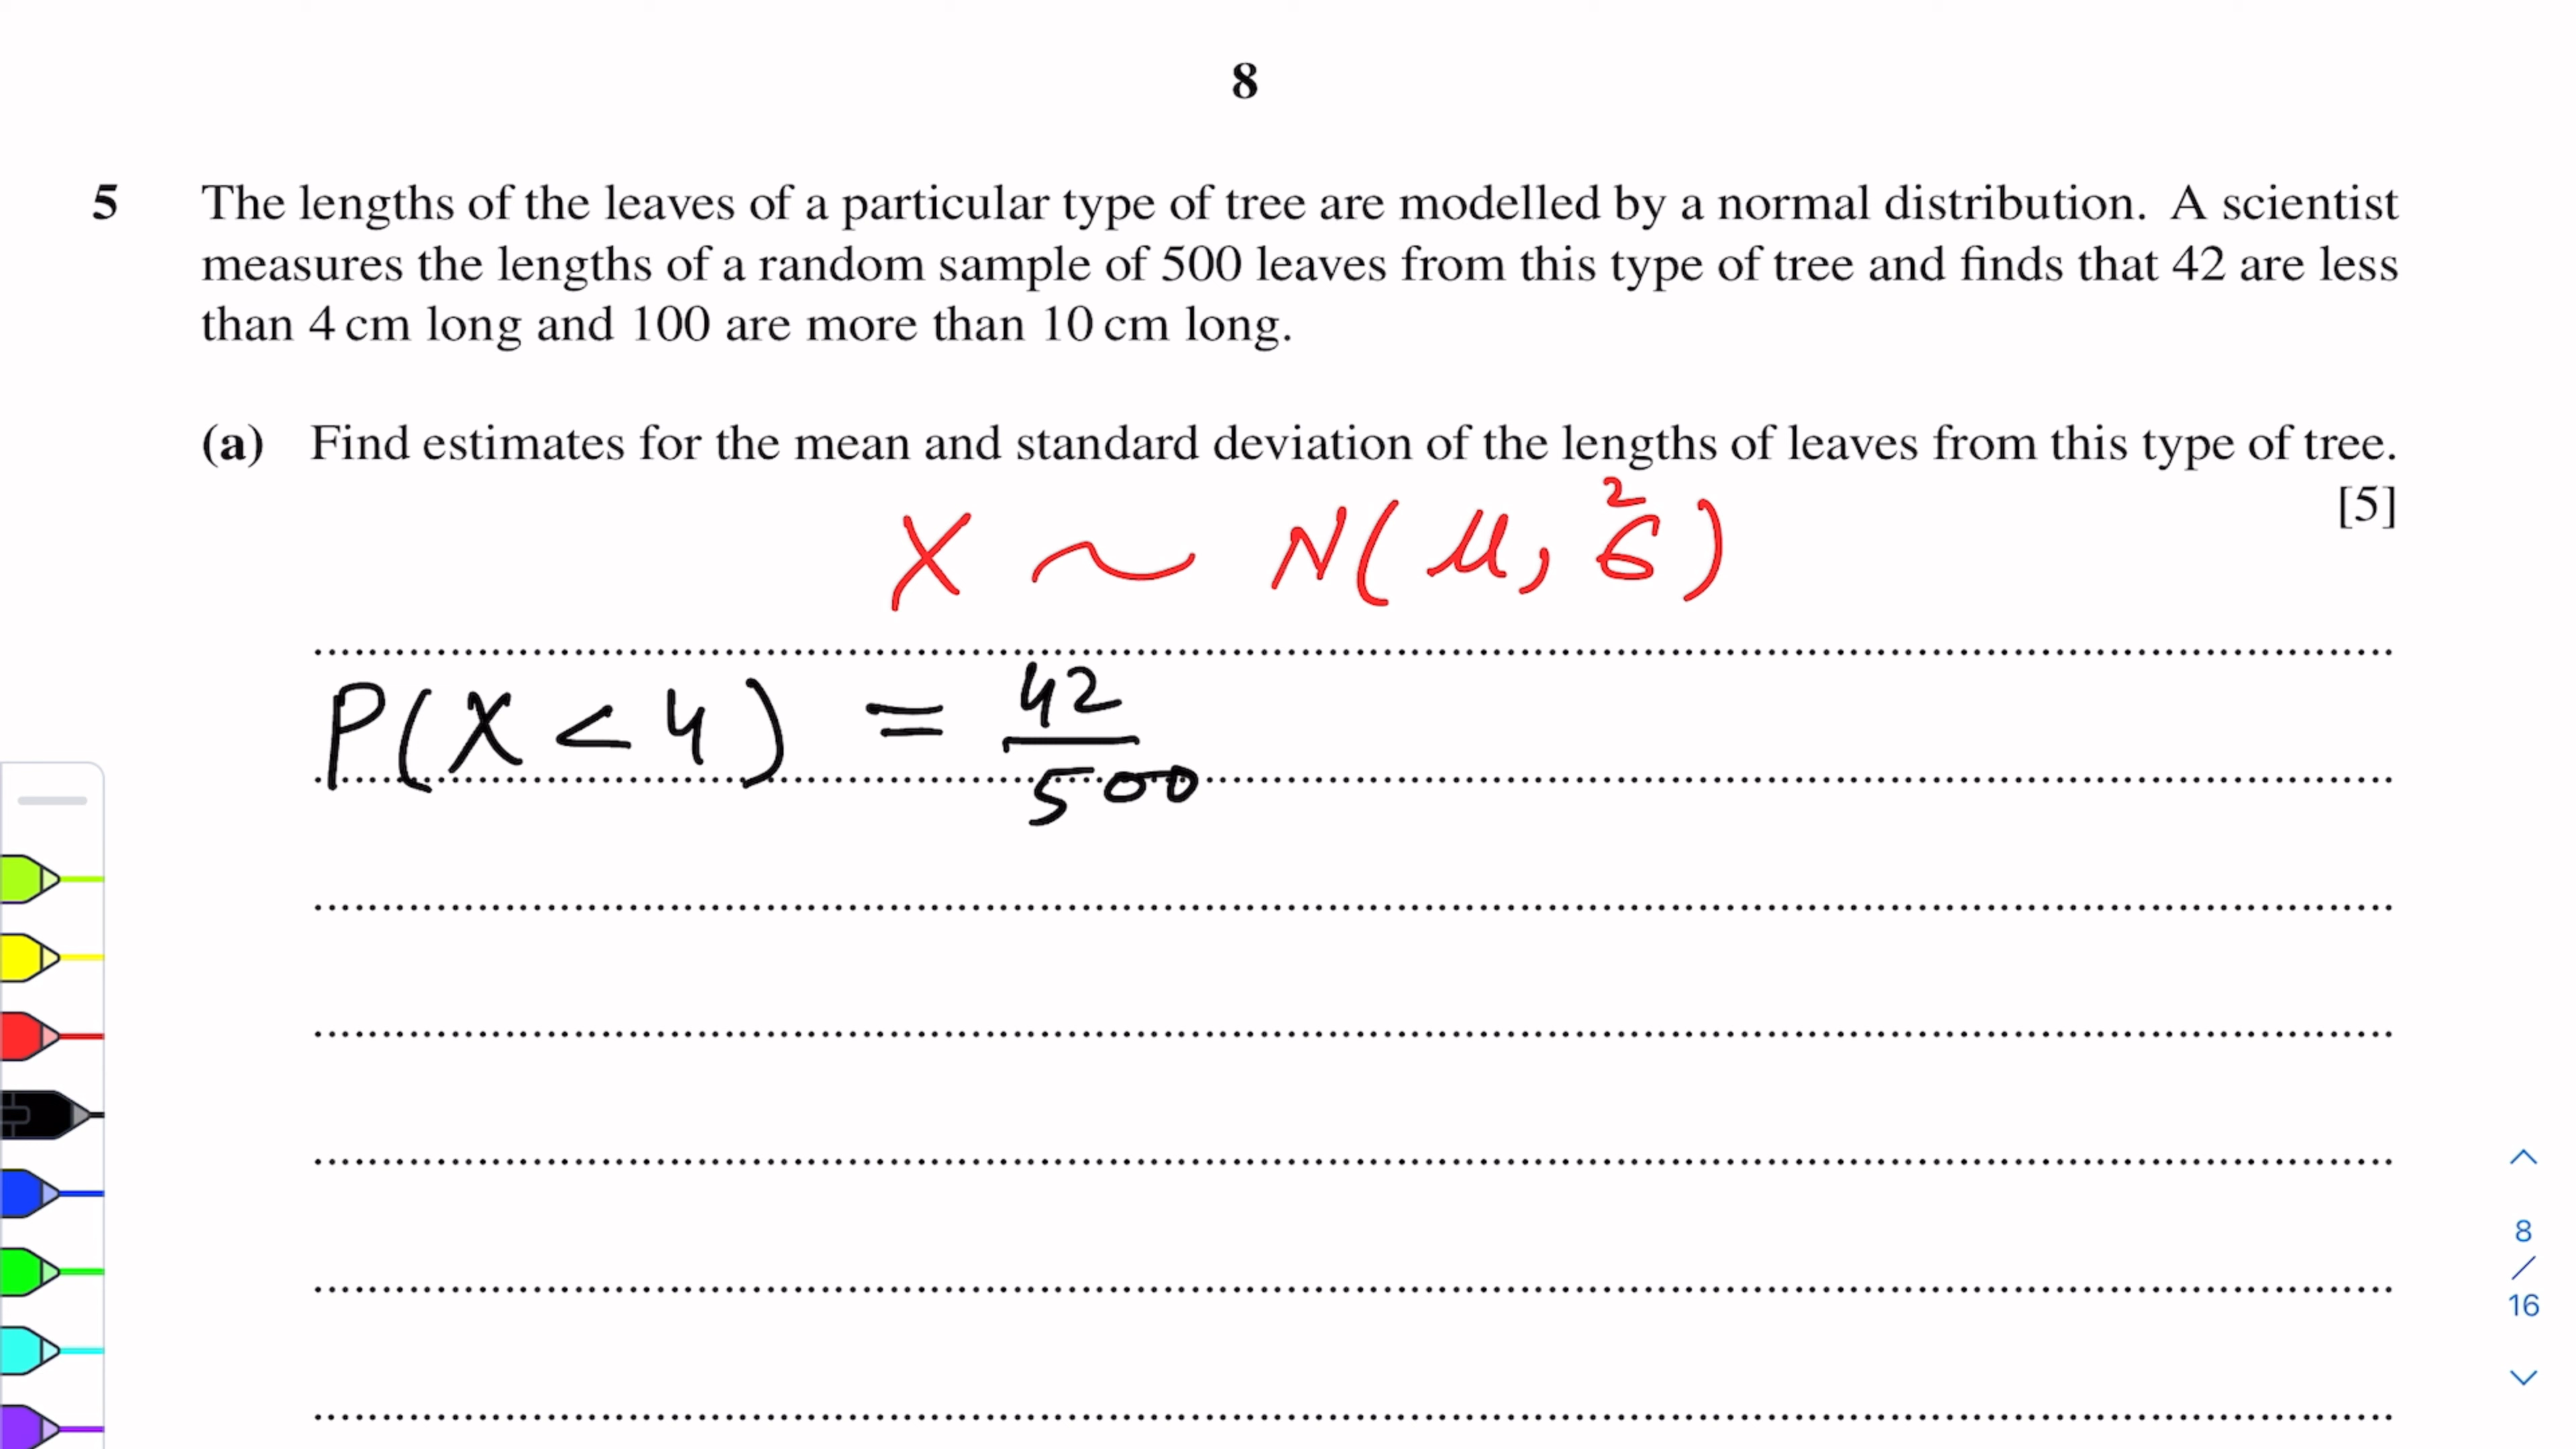 8
5 The lengths of the leaves of a particular type of tree are modelled by a normal distribution. A scientist
measures the lengths of a random sample of 500 leaves from this type of tree and finds that 42 are less
than 4 cm long and 100 are more than 10 cm long.
(a) Find estimates for the mean and standard deviation of the lengths of leaves from this type of tree.
[5]
X ~ N(μ, σ²)
P(X < 4) = 42/500
8
/
16